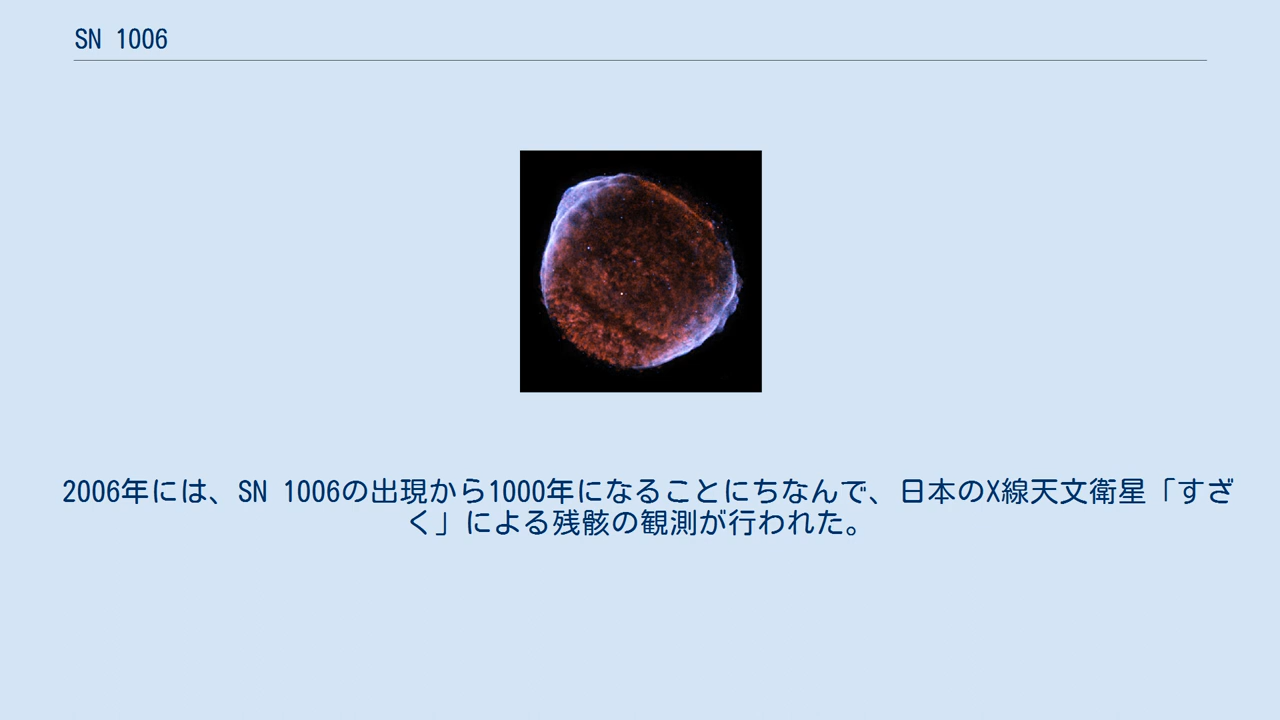 SN 1006
2006年には、SN 1006の出現から1000年になることにちなんで、日本のX線天文衛星「すざ
く」による残骸の観測が行われた。